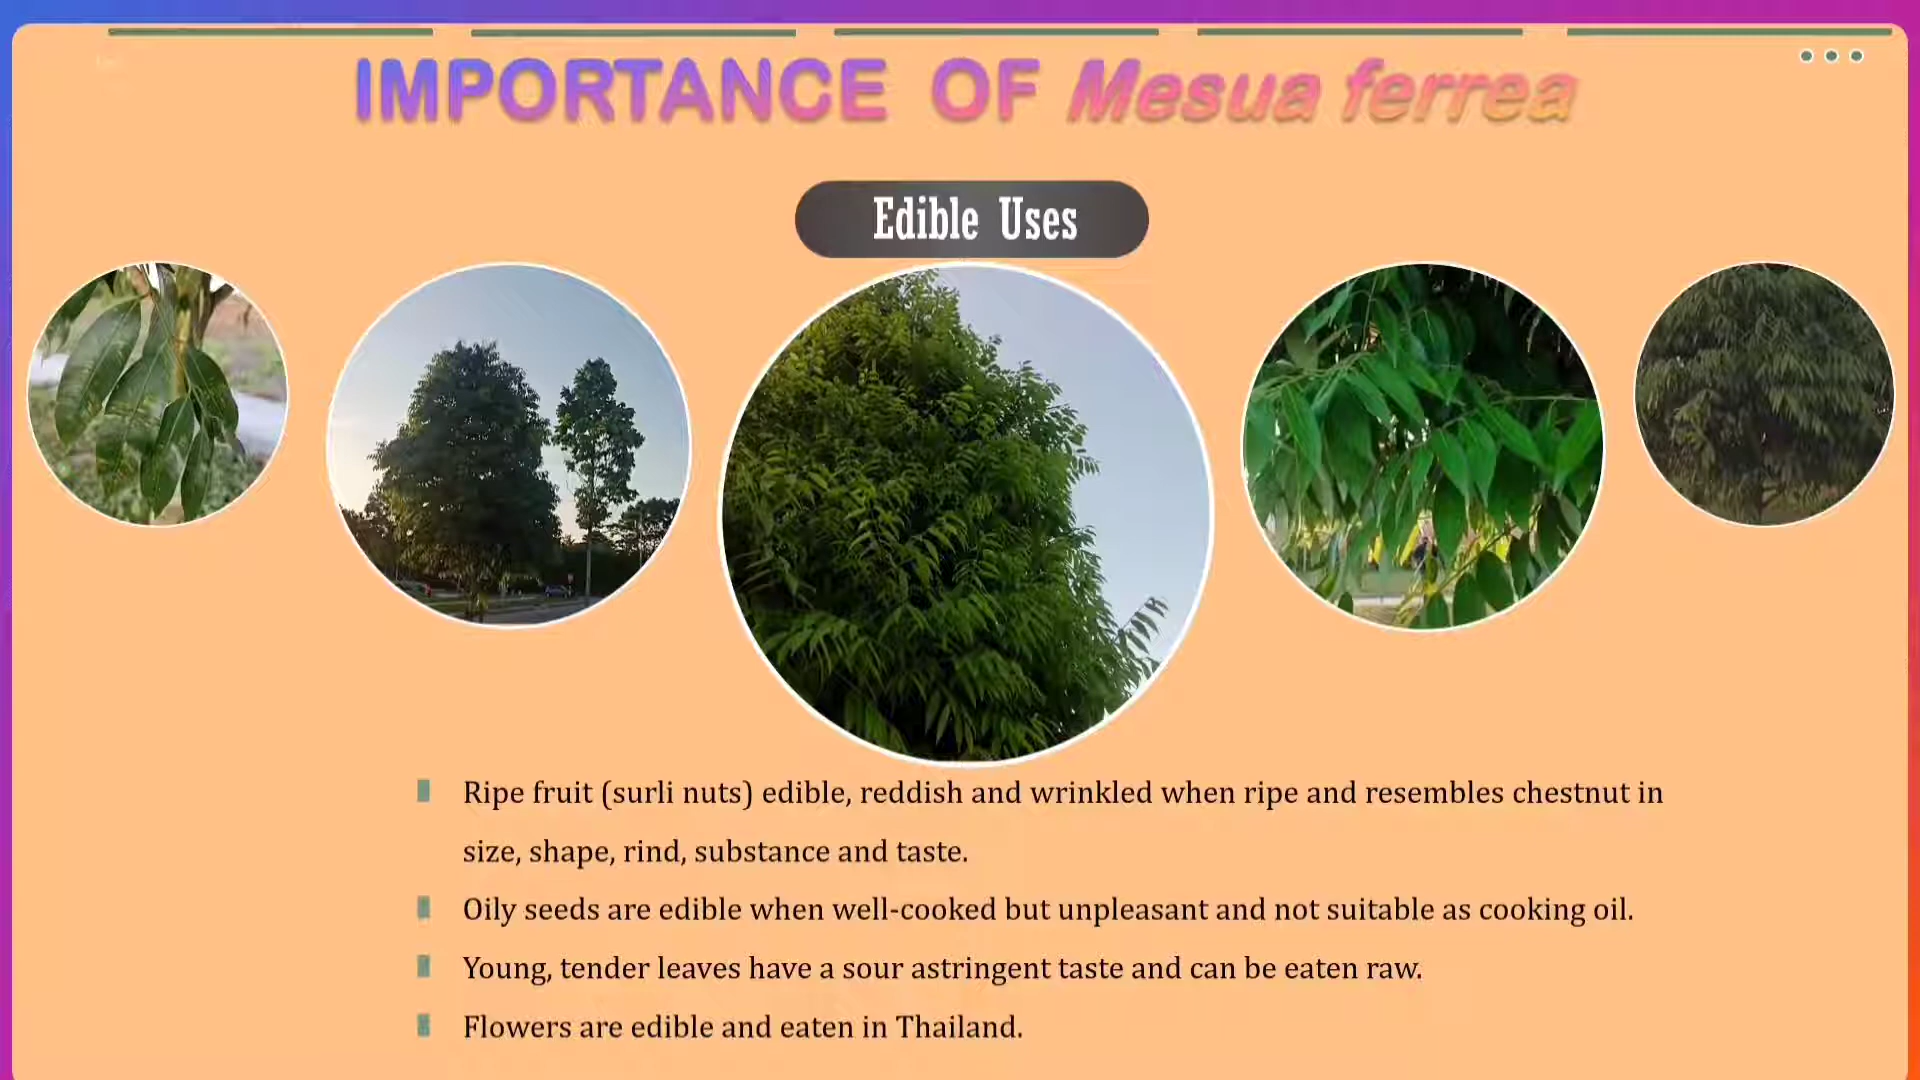 IMPORTANCE OF Mesua ferrea
Edible Uses
Ripe fruit (surli nuts) edible, reddish and wrinkled when ripe and resembles chestnut in
size, shape, rind, substance and taste.
Oily seeds are edible when well-cooked but unpleasant and not suitable as cooking oil.
Young, tender leaves have a sour astringent taste and can be eaten raw.
Flowers are edible and eaten in Thailand.